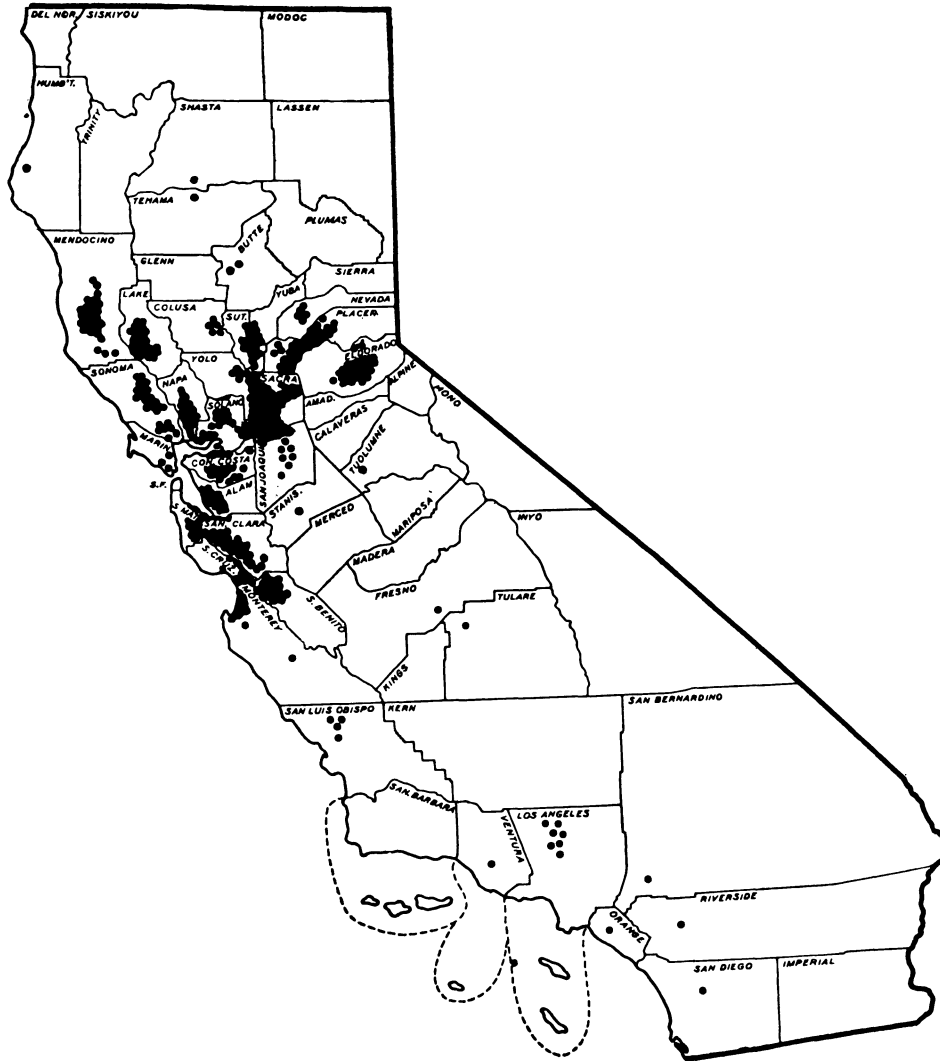 DEL NOR.
SISKIYOU
MODOC
HUMB'T.
TRINITY
SHASTA
LASSEN
TEHAMA
PLUMAS
BUTTE
MENDOCINO
GLENN
SIERRA
LAKE
COLUSA
SUT.
YUBA
NEVADA
PLACER
SONOMA
NAPA
YOLO
ELDORADO
SACRA
SOLANO
AMAD.
ALPINE
MONO
MARIN
CON. COSTA
CALAVERAS
TUOLUMNE
S.F.
ALAM
SAN JOAQUIN
STANIS.
S. MAT
SAN. CLARA
MERCED
MARIPOSA
INYO
S. CRUZ.
MADERA
MONTEREY
S. BENITO
FRESNO
TULARE
KINGS
SAN LUIS OBISPO
KERN
SAN BERNARDINO
SAN. BARBARA
VENTURA
LOS ANGELES
RIVERSIDE
ORANGE
SAN DIEGO
IMPERIAL